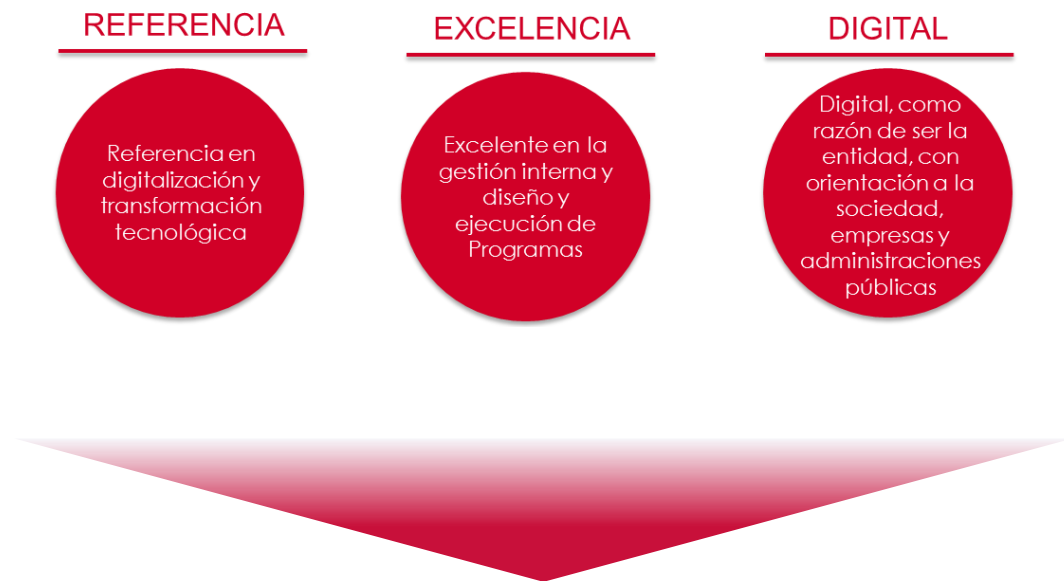 REFERENCIA
Referencia en
digitalización y
transformación
tecnológica
EXCELENCIA
Excelente en la
gestión interna y
diseño y
ejecución de
Programas
DIGITAL
Digital, como
razón de ser la
entidad, con
orientación a la
sociedad,
empresas y
administraciones
públicas